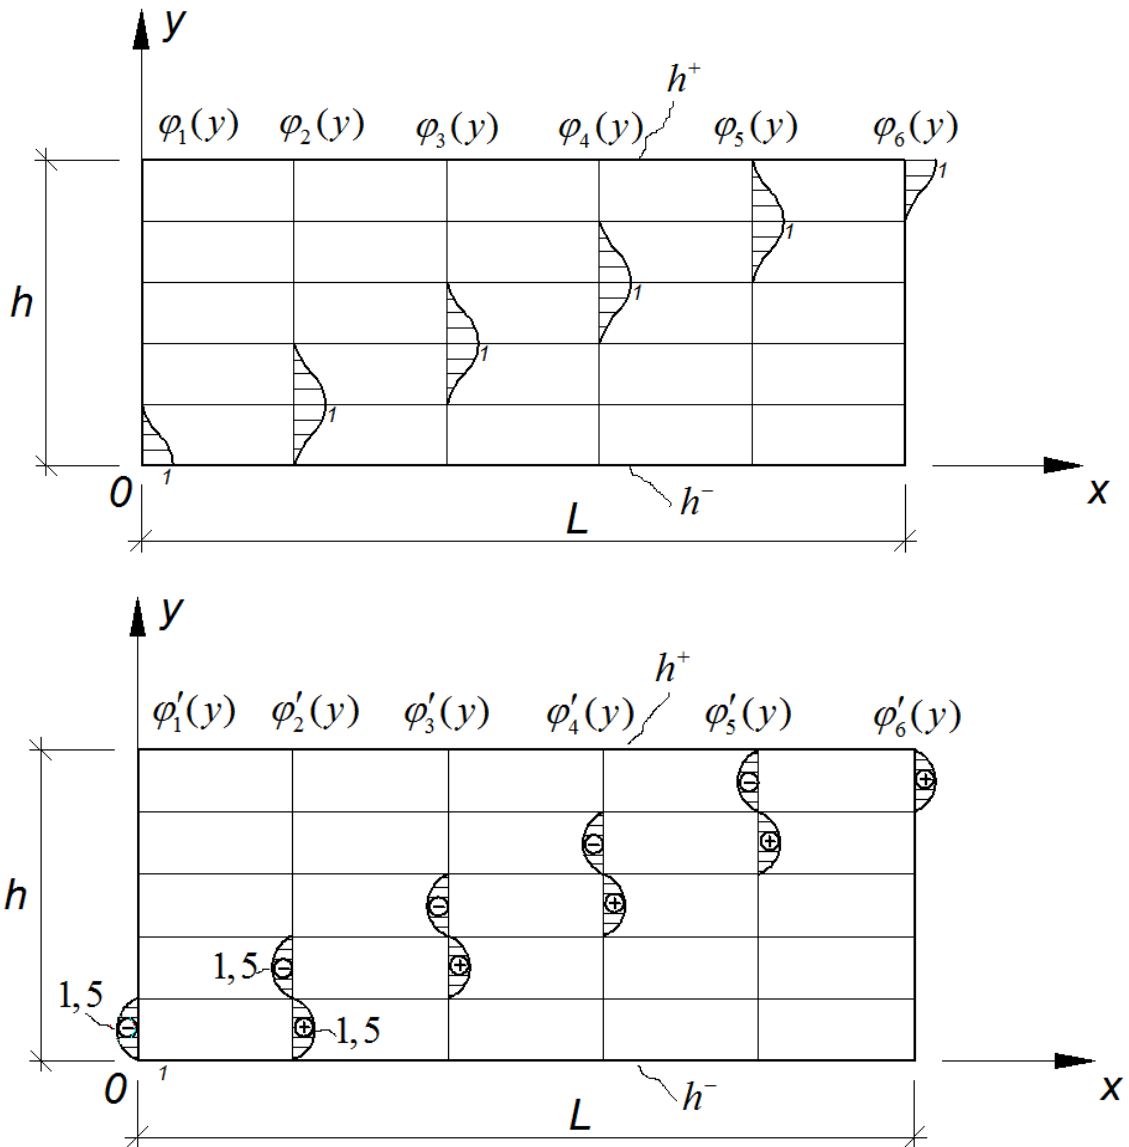 y
h⁺
φ₁(y) φ₂(y) φ₃(y) φ₄(y) φ₅(y) φ₆(y)
1
1
1
1
h
1
1
0
h⁻
x
L
y
h⁺
φ′₁(y) φ′₂(y) φ′₃(y) φ′₄(y) φ′₅(y) φ′₆(y)
− +
− +
− +
h
− +
1,5 − +
1,5 − + 1,5
0 1
h⁻
x
L